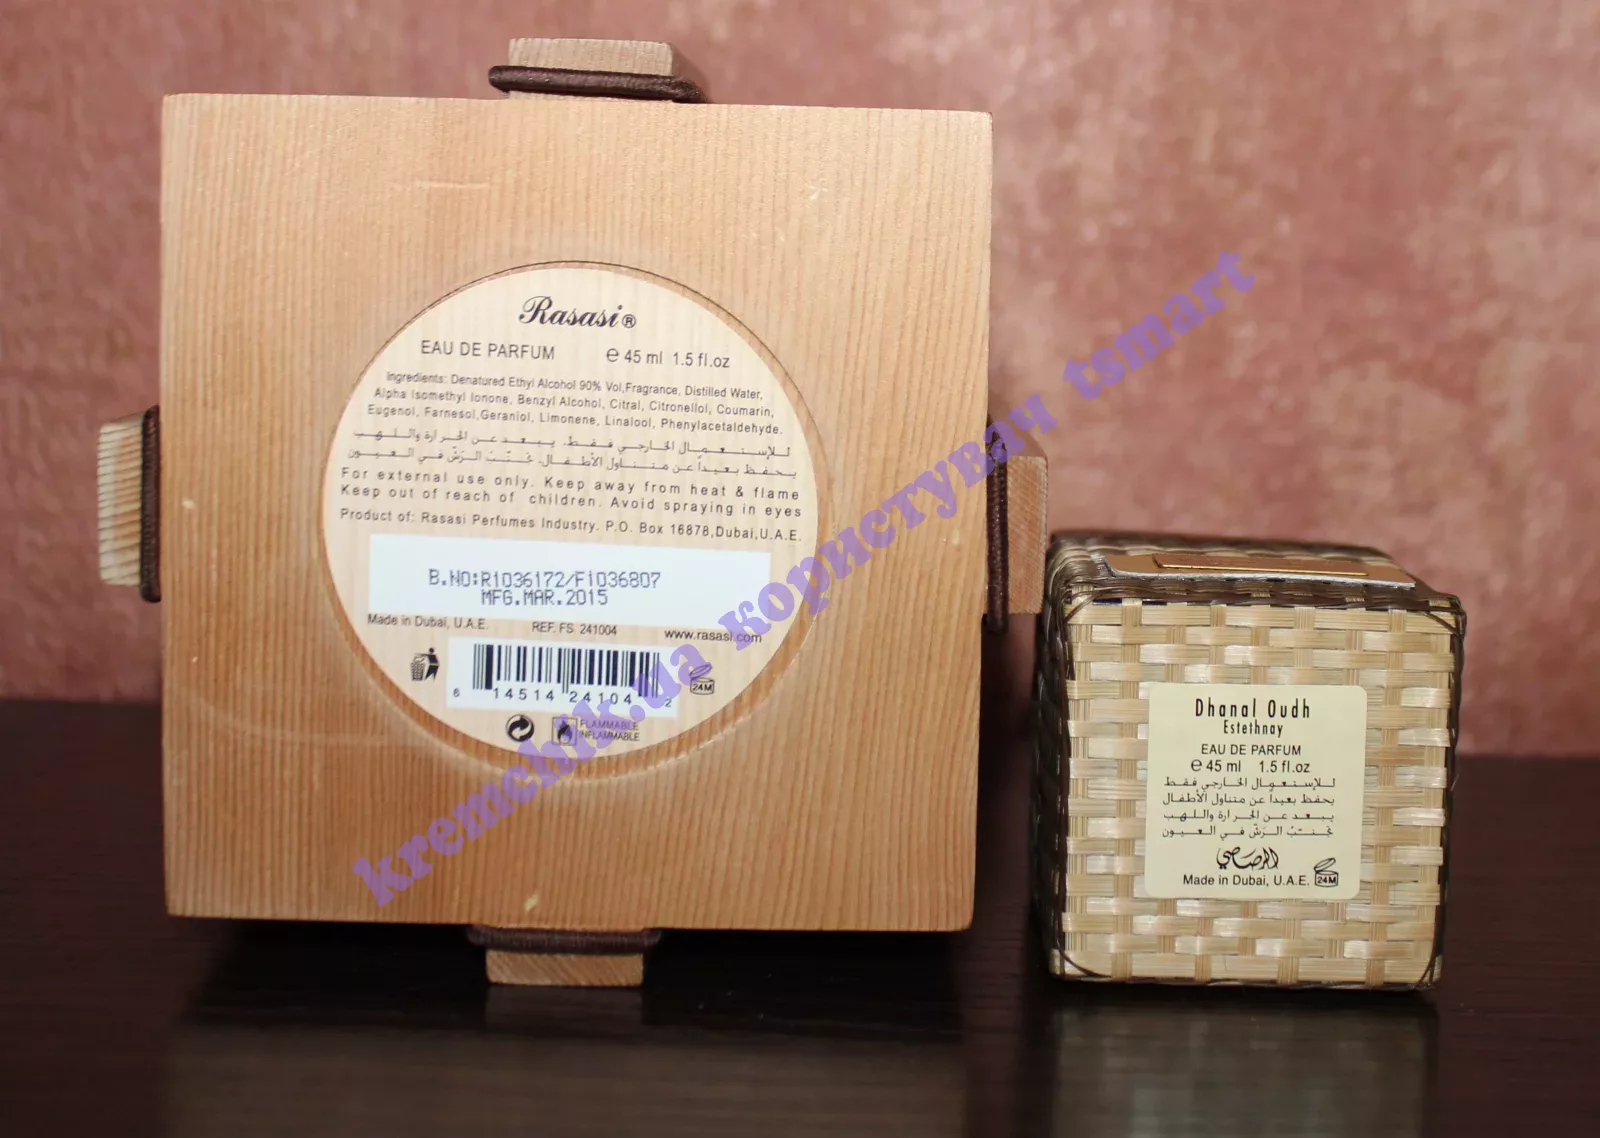 Rasasi®
EAU DE PARFUM ℮ 45 ml 1.5 fl.oz
Ingredients: Denatured Ethyl Alcohol 90% Vol,Fragrance, Distilled Water,
Alpha Isomethyl Ionone, Benzyl Alcohol, Citral, Citronellol, Coumarin,
Eugenol, Farnesol,Geraniol, Limonene, Linalool, Phenylacetaldehyde.
للإستعمال الخارجي فقط. يبعد عن الحرارة واللهب
يحفظ بعيداً عن متناول الأطفال. تجنّب الرَشّ في العيون
For external use only. Keep away from heat & flame
Keep out of reach of children. Avoid spraying in eyes
Product of: Rasasi Perfumes Industry. P.O. Box 16878,Dubai,U.A.E.
B.NO:R1036172/F1036807
MFG.MAR.2015
Made in Dubai, U.A.E. REF. FS 241004 www.rasasi.com
6 14514 24104 2
24M
FLAMMABLE
INFLAMMABLE
kremchik.ua користувач tsmart
Dhanal Oudh
Estethnay
EAU DE PARFUM
℮ 45 ml 1.5 fl.oz
للإستعمال الخارجي فقط
يحفظ بعيداً عن متناول الأطفال
يبعد عن الحرارة واللهب
تجنّب الرَشّ في العيون
الرصاصي
Made in Dubai, U.A.E. 24M